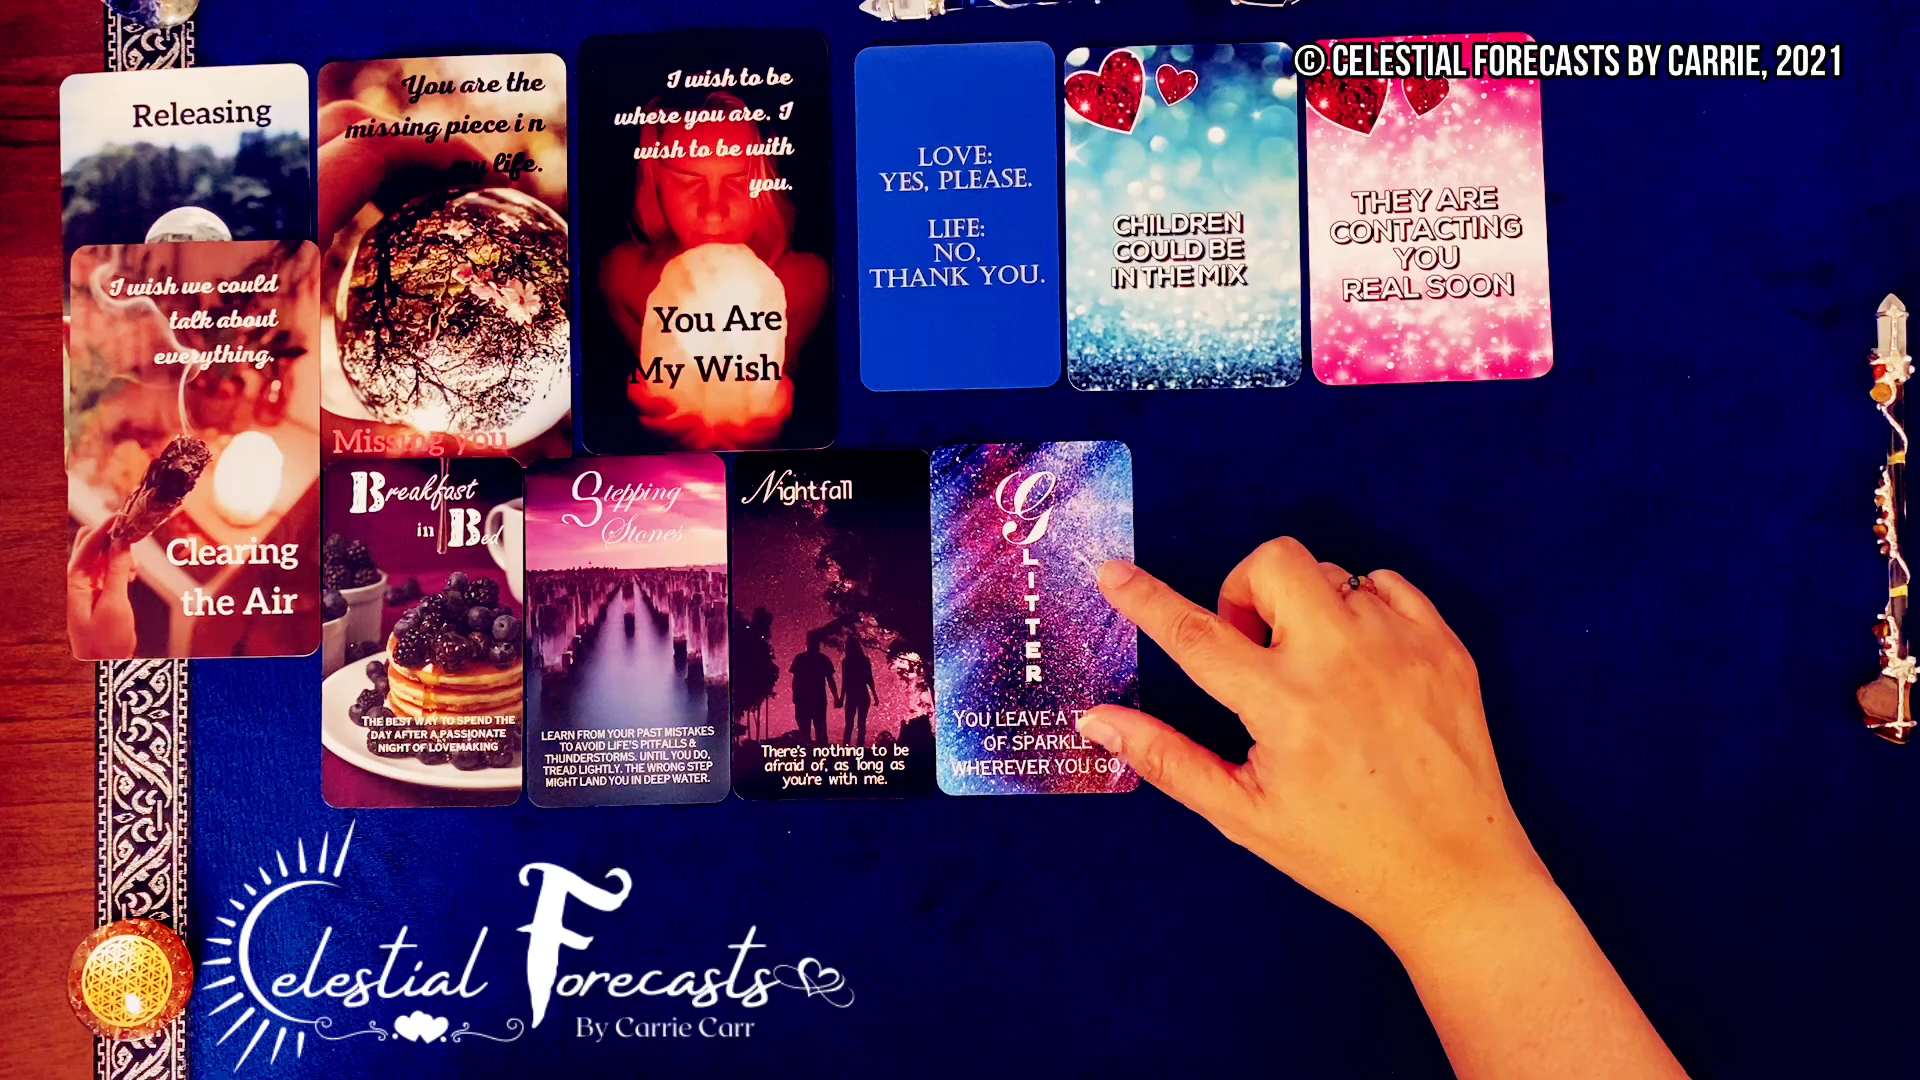 © CELESTIAL FORECASTS BY CARRIE, 2021
Releasing
I wish we could
talk about
everything.
Clearing
the Air
You are the
missing piece i n
my life.
Missing you
I wish to be
where you are. I
wish to be with
you.
You Are
My Wish
LOVE:
YES, PLEASE.
LIFE:
NO,
THANK YOU.
CHILDREN
COULD BE
IN THE MIX
THEY ARE
CONTACTING
YOU
REAL SOON
Breakfast
in Bed
THE BEST WAY TO SPEND THE
DAY AFTER A PASSIONATE
NIGHT OF LOVEMAKING
Stepping
Stones
LEARN FROM YOUR PAST MISTAKES
TO AVOID LIFE'S PITFALLS &
THUNDERSTORMS. UNTIL YOU DO,
TREAD LIGHTLY. THE WRONG STEP
MIGHT LAND YOU IN DEEP WATER.
Nightfall
There's nothing to be
afraid of, as long as
you're with me.
GLITTER
YOU LEAVE A
OF SPARKLE
WHEREVER YOU GO.
Celestial Forecasts
By Carrie Carr